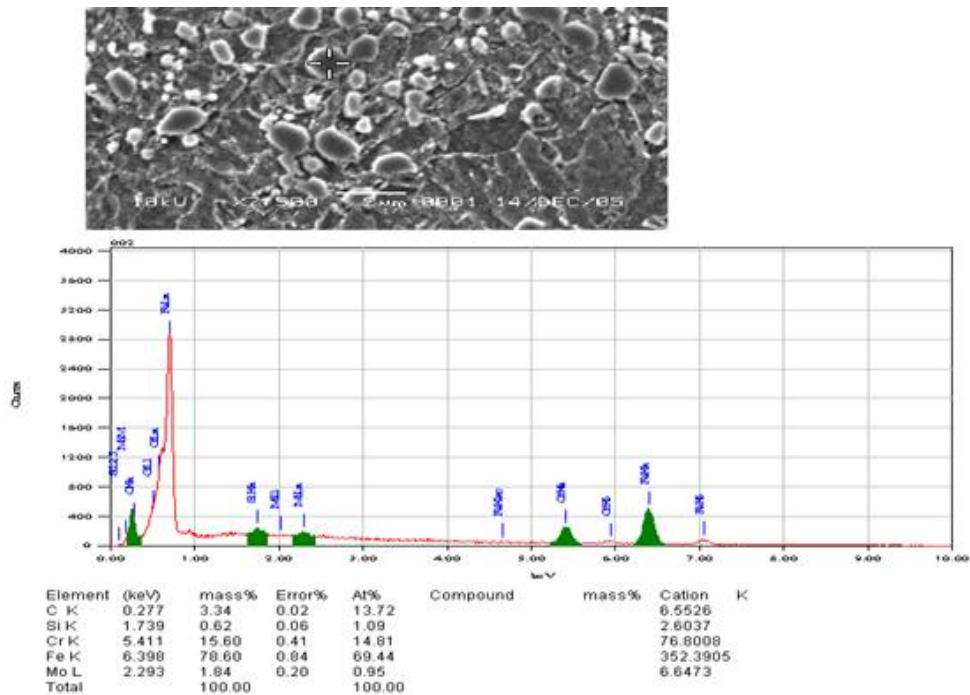 10kU X7,500 2μm 0001 14/DEC/05
002
4000
3600
3200
2800
2400
2000
1600
1200
800
400
0
0.00 1.00 2.00 3.00 4.00 5.00 6.00 7.00 8.00 9.00 10.00
keV
Element (keV) mass% Error% At% Compound mass% Cation K
C K 0.277 3.34 0.02 13.72 6.5526
Si K 1.739 0.62 0.06 1.09 2.6037
Cr K 5.411 15.60 0.41 14.81 76.8008
Fe K 6.398 78.60 0.84 69.44 352.3905
Mo L 2.293 1.84 0.20 0.95 6.6473
Total 100.00 100.00